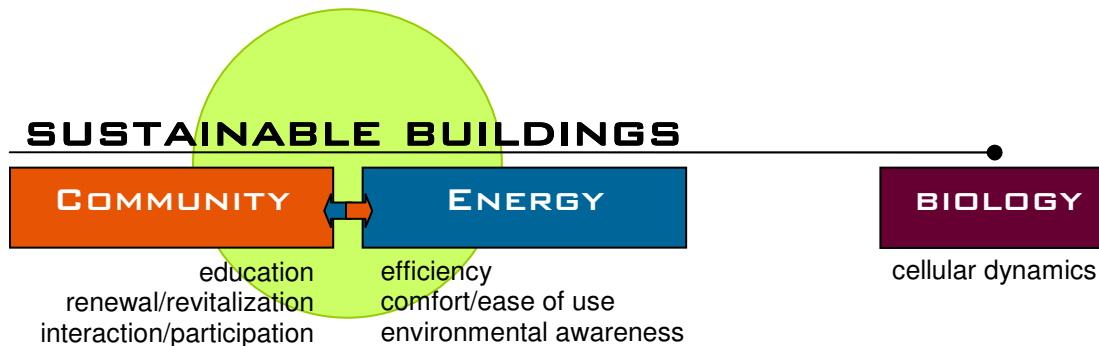 SUSTAINABLE BUILDINGS
COMMUNITY
ENERGY
BIOLOGY
education
renewal/revitalization
interaction/participation
efficiency
comfort/ease of use
environmental awareness
cellular dynamics